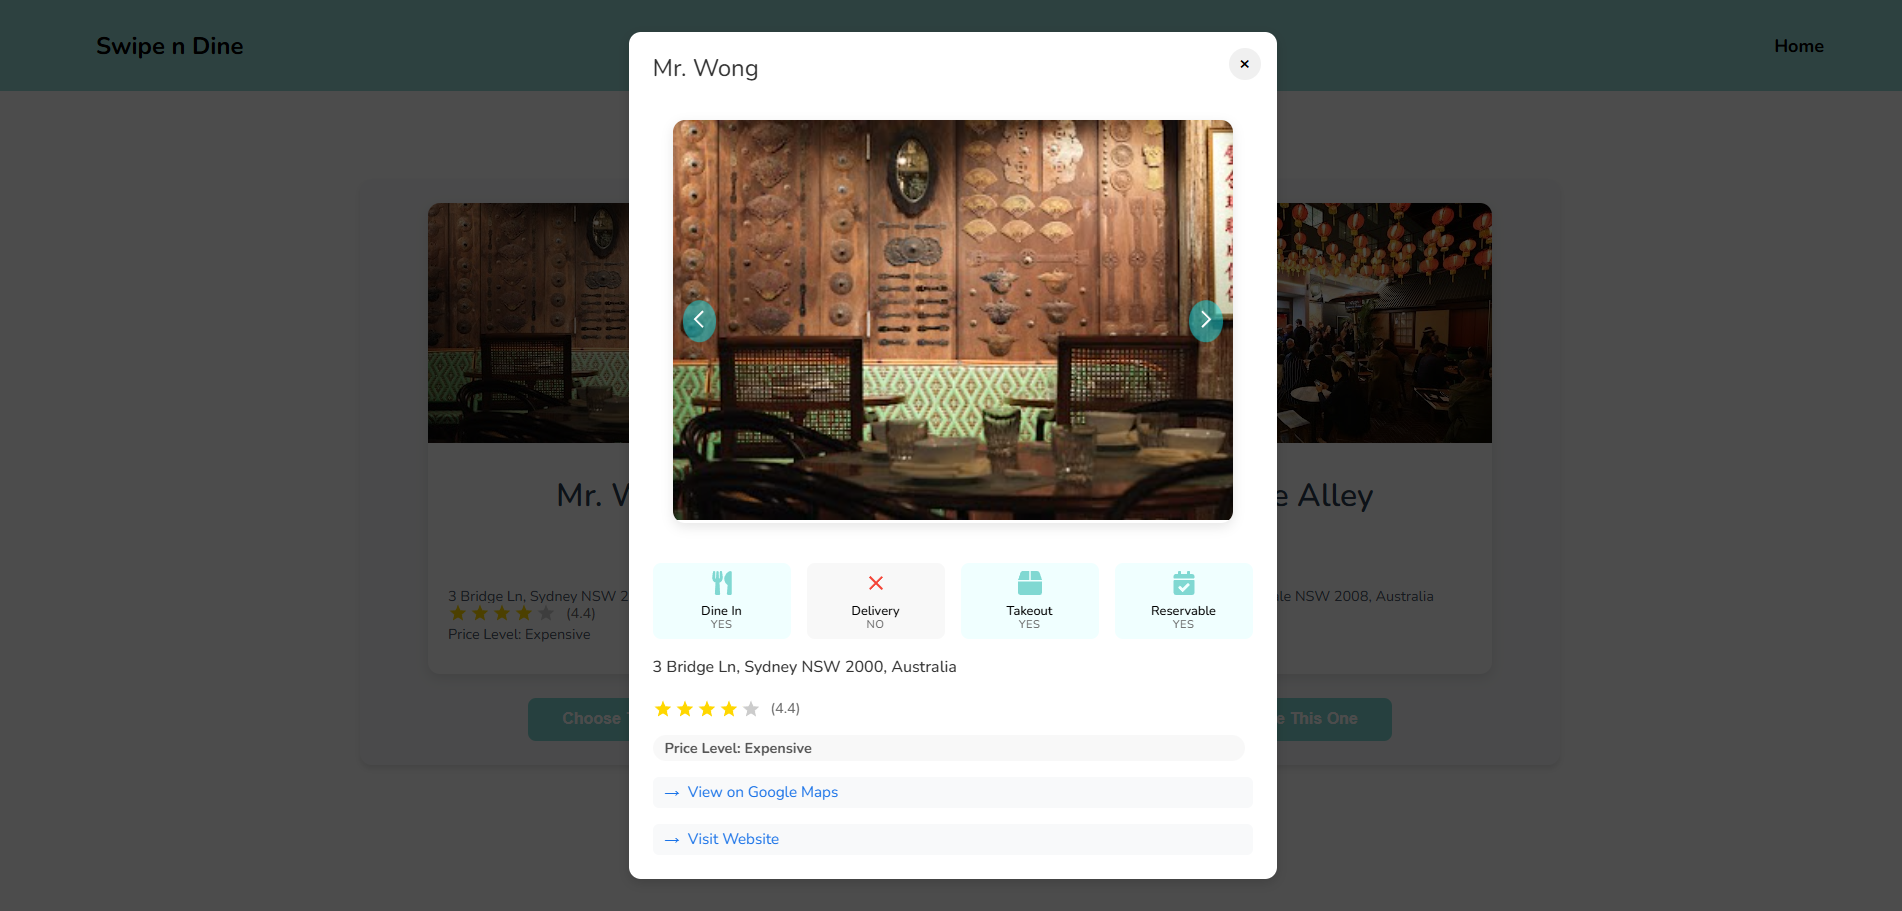 Swipe n Dine
Home
Mr. Wong
×
Mr. W
e Alley
3 Bridge Ln, Sydney NSW 2
(4.4)
Price Level: Expensive
le NSW 2008, Australia
Choose
e This One
Dine In
YES
Delivery
NO
Takeout
YES
Reservable
YES
3 Bridge Ln, Sydney NSW 2000, Australia
(4.4)
Price Level: Expensive
→ View on Google Maps
→ Visit Website